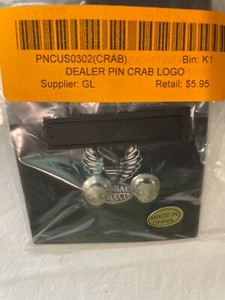 PNCUS0302(CRAB) Bin: K1
DEALER PIN CRAB LOGO
Supplier: GL Retail: $5.95
MADE IN
CHINA